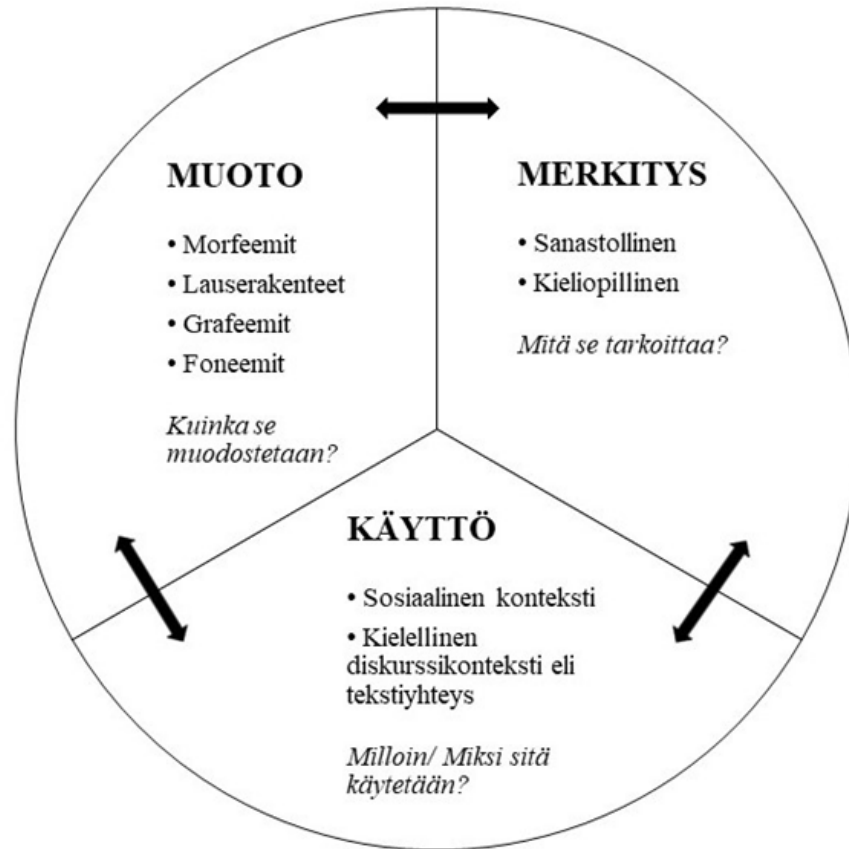 MUOTO
• Morfeemit
• Lauserakenteet
• Grafeemit
• Foneemit
Kuinka se
muodostetaan?
MERKITYS
• Sanastollinen
• Kieliopillinen
Mitä se tarkoittaa?
KÄYTTÖ
• Sosiaalinen konteksti
• Kielellinen
diskurssikonteksti eli
tekstiyhteys
Milloin/ Miksi sitä
käytetään?